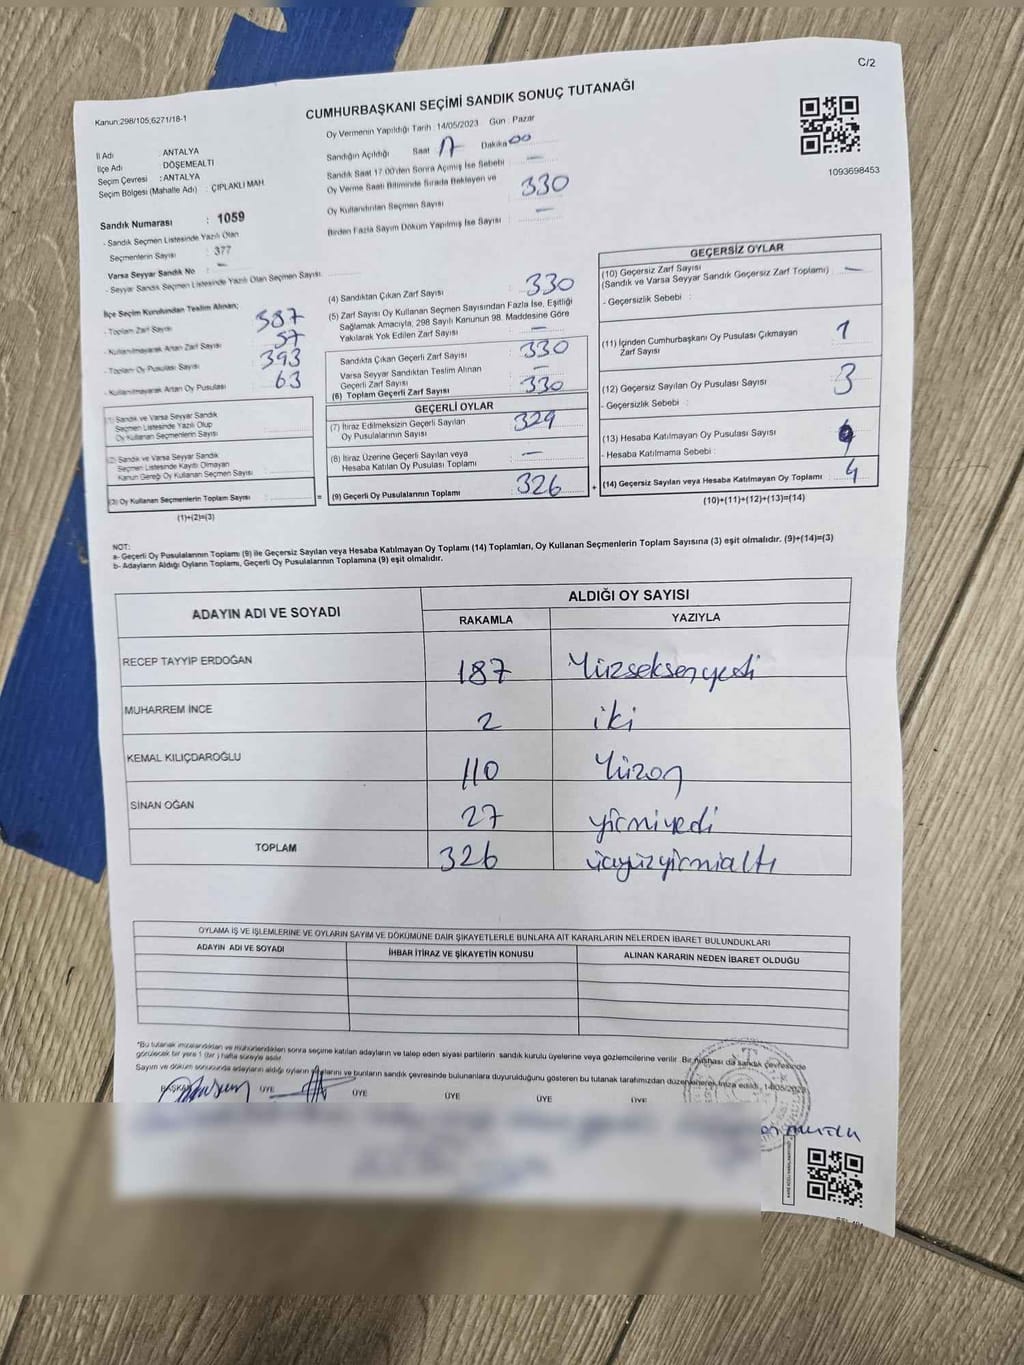 C/2
Kanun:298/105;6271/18-1
CUMHURBAŞKANI SEÇİMİ SANDIK SONUÇ TUTANAĞI
1093698453
İl Adı : ANTALYA
İlçe Adı : DÖŞEMEALTI
Seçim Çevresi : ANTALYA
Seçim Bölgesi (Mahalle Adı) : ÇIPLAKLI MAH
Sandık Numarası : 1059
- Sandık Seçmen Listesinde Yazılı Olan
Seçmenlerin Sayısı : 377
Varsa Seyyar Sandık No : —
- Seyyar Sandık Seçmen Listesinde Yazılı Olan Seçmen Sayısı
Oy Vermenin Yapıldığı Tarih : 14/05/2023 Gün : Pazar
Sandığın Açıldığı Saat 17 Dakika 00
Sandık Saat 17.00'den Sonra Açılmış İse Sebebi : —
Oy Verme Saati Bitiminde Sırada Bekleyen ve
Oy Kullandırılan Seçmen Sayısı : 330
Birden Fazla Sayım Döküm Yapılmış İse Sayısı : —
İlçe Seçim Kurulundan Teslim Alınan;
- Toplam Zarf Sayısı : 387
- Kullanılmayarak Artan Zarf Sayısı : 57
- Toplam Oy Pusulası Sayısı : 393
- Kullanılmayarak Artan Oy Pusulası : 63
(1) Sandık ve Varsa Seyyar Sandık
Seçmen Listesinde Yazılı Olup
Oy Kullanan Seçmenlerin Sayısı :
(2) Sandık ve Varsa Seyyar Sandık
Seçmen Listesinde Kayıtlı Olmayan
Kanun Gereği Oy Kullanan Seçmen Sayısı :
(3) Oy Kullanan Seçmenlerin Toplam Sayısı : =
(1)+(2)=(3)
(4) Sandıktan Çıkan Zarf Sayısı : 330
(5) Zarf Sayısı Oy Kullanan Seçmen Sayısından Fazla İse, Eşitliği
Sağlamak Amacıyla, 298 Sayılı Kanunun 98. Maddesine Göre
Yakılarak Yok Edilen Zarf Sayısı : —
Sandıkta Çıkan Geçerli Zarf Sayısı : 330
Varsa Seyyar Sandıktan Teslim Alınan
Geçerli Zarf Sayısı : —
(6) Toplam Geçerli Zarf Sayısı : 330
GEÇERLİ OYLAR
(7) İtiraz Edilmeksizin Geçerli Sayılan
Oy Pusulalarının Sayısı : 329
(8) İtiraz Üzerine Geçerli Sayılan veya
Hesaba Katılan Oy Pusulası Toplamı : —
(9) Geçerli Oy Pusulalarının Toplamı : 326 +
GEÇERSİZ OYLAR
(10) Geçersiz Zarf Sayısı
(Sandık ve Varsa Seyyar Sandık Geçersiz Zarf Toplamı) : —
- Geçersizlik Sebebi :
(11) İçinden Cumhurbaşkanı Oy Pusulası Çıkmayan
Zarf Sayısı : 1
(12) Geçersiz Sayılan Oy Pusulası Sayısı : 3
- Geçersizlik Sebebi :
(13) Hesaba Katılmayan Oy Pusulası Sayısı :
- Hesaba Katılmama Sebebi :
(14) Geçersiz Sayılan veya Hesaba Katılmayan Oy Toplamı : 4
(10)+(11)+(12)+(13)=(14)
NOT:
a- Geçerli Oy Pusulalarının Toplamı (9) ile Geçersiz Sayılan veya Hesaba Katılmayan Oy Toplamı (14) Toplamları, Oy Kullanan Seçmenlerin Toplam Sayısına (3) eşit olmalıdır. (9)+(14)=(3)
b- Adayların Aldığı Oyların Toplamı, Geçerli Oy Pusulalarının Toplamına (9) eşit olmalıdır.
ADAYIN ADI VE SOYADI ALDIĞI OY SAYISI
RAKAMLA YAZIYLA
RECEP TAYYİP ERDOĞAN 187 Yüzseksenyedi
MUHARREM İNCE 2 iki
KEMAL KILIÇDAROĞLU 110 Yüzon
SİNAN OĞAN 27 yirmiyedi
TOPLAM 326 üçyüzyirmialtı
OYLAMA İŞ VE İŞLEMLERİNE VE OYLARIN SAYIM VE DÖKÜMÜNE DAİR ŞİKAYETLERLE BUNLARA AİT KARARLARIN NELERDEN İBARET BULUNDUKLARI
ADAYIN ADI VE SOYADI İHBAR İTİRAZ VE ŞİKAYETİN KONUSU ALINAN KARARIN NEDEN İBARET OLDUĞU
*Bu tutanak imzalandıktan ve mühürlendikten sonra seçime katılan adayların ve talep eden siyasi partilerin sandık kurulu üyelerine veya gözlemcilerine verilir. Bir nüshası da sandık çevresinde
görülecek bir yere 1 (bir) hafta süreyle asılır.
Sayım ve döküm sonucunda adayların aldığı oyların sayılarını ve bunların sandık çevresinde bulunanlara duyurulduğunu gösteren bu tutanak tarafımızdan düzenlenerek imza edildi. 14/05/2023
BAŞKAN ÜYE ÜYE ÜYE ÜYE ÜYE